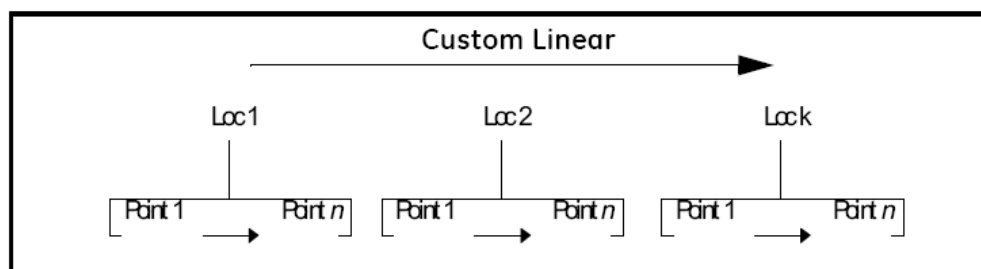 Custom Linear
Loc1 Loc2 Lock
Point 1 Point n Point 1 Point n Point 1 Point n